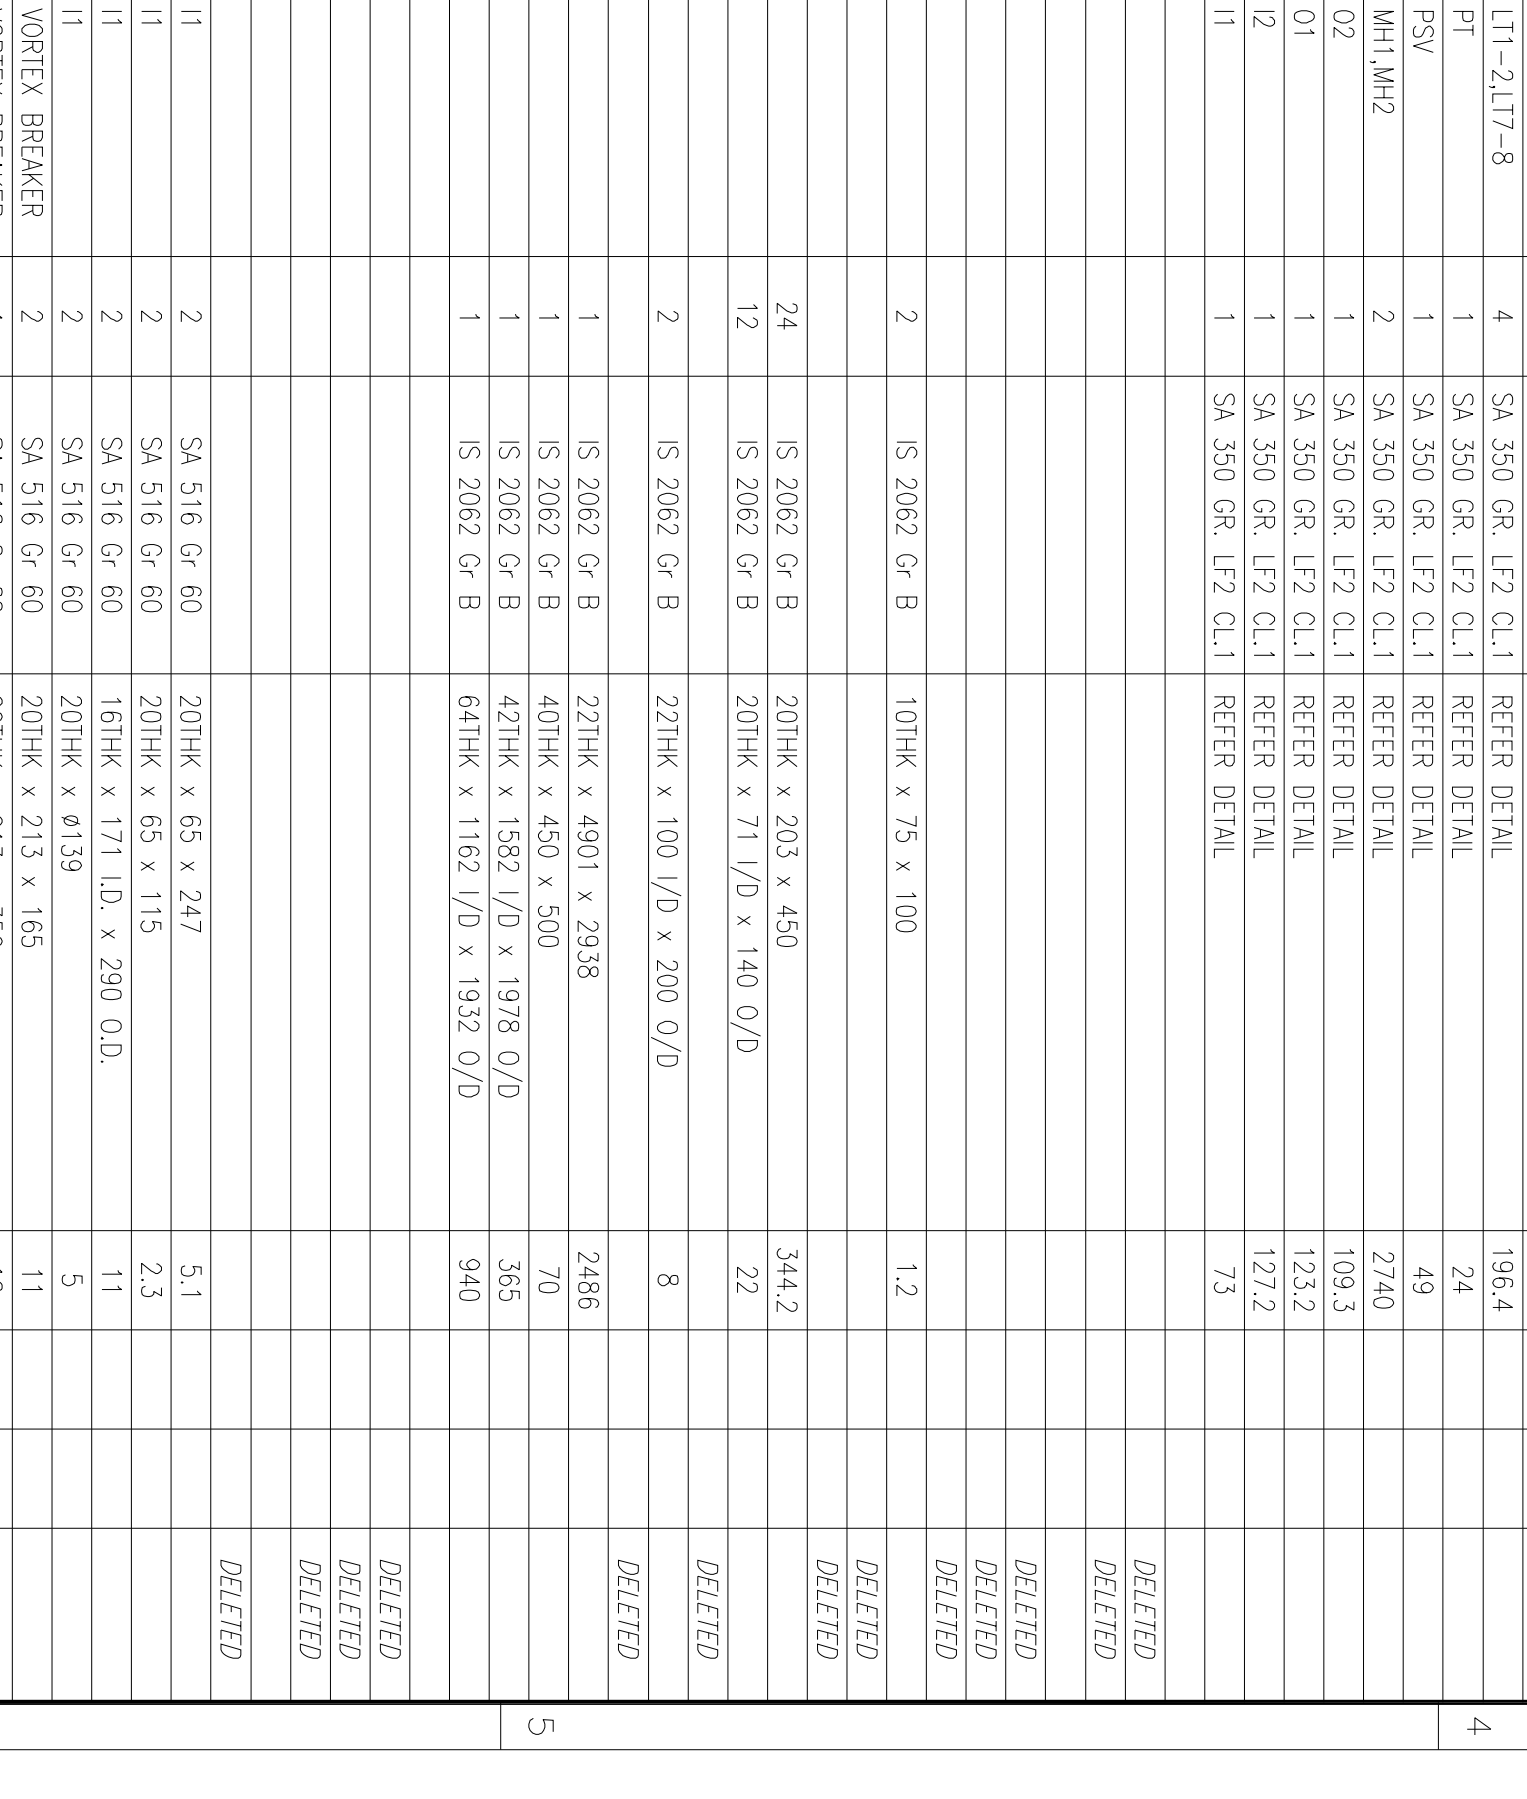 LT1-2,LT7-8 4 SA 350 GR. LF2 CL.1 REFER DETAIL 196.4
PT 1 SA 350 GR. LF2 CL.1 REFER DETAIL 24
4
PSV 1 SA 350 GR. LF2 CL.1 REFER DETAIL 49
MH1,MH2 2 SA 350 GR. LF2 CL.1 REFER DETAIL 2740
O2 1 SA 350 GR. LF2 CL.1 REFER DETAIL 109.3
O1 1 SA 350 GR. LF2 CL.1 REFER DETAIL 123.2
I2 1 SA 350 GR. LF2 CL.1 REFER DETAIL 127.2
I1 1 SA 350 GR. LF2 CL.1 REFER DETAIL 73
DELETED
DELETED
DELETED
DELETED
DELETED
2 IS 2062 Gr B 10THK x 75 x 100 1.2
DELETED
DELETED
24 IS 2062 Gr B 20THK x 203 x 450 344.2
12 IS 2062 Gr B 20THK x 71 I/D x 140 O/D 22
DELETED
2 IS 2062 Gr B 22THK x 100 I/D x 200 O/D 8
DELETED
1 IS 2062 Gr B 22THK x 4901 x 2938 2486
1 IS 2062 Gr B 40THK x 450 x 500 70
5
1 IS 2062 Gr B 42THK x 1582 I/D x 1978 O/D 365
1 IS 2062 Gr B 64THK x 1162 I/D x 1932 O/D 940
DELETED
DELETED
DELETED
DELETED
I1 2 SA 516 Gr 60 20THK x 65 x 247 5.1
I1 2 SA 516 Gr 60 20THK x 65 x 115 2.3
I1 2 SA 516 Gr 60 16THK x 171 I.D. x 290 O.D. 11
I1 2 SA 516 Gr 60 20THK x Ø139 5
VORTEX BREAKER 2 SA 516 Gr 60 20THK x 213 x 165 11